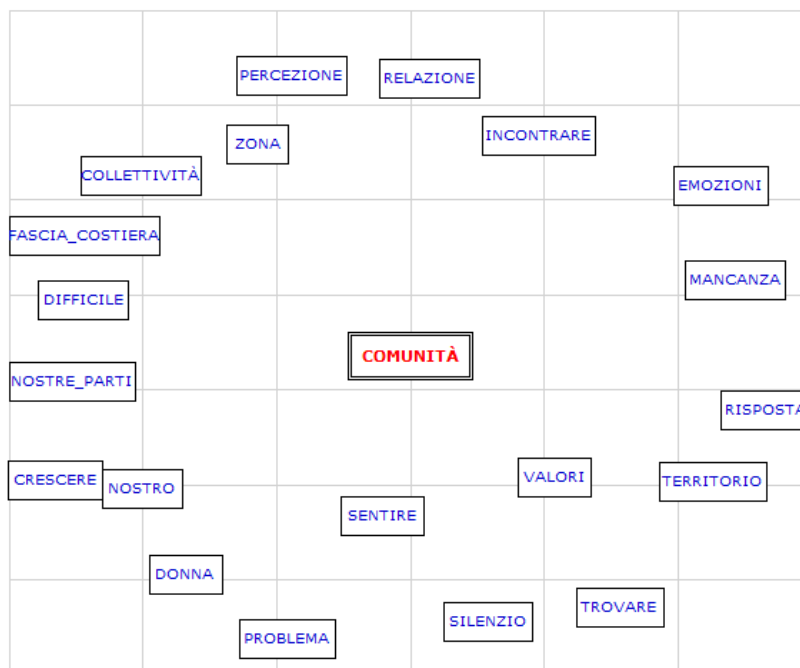 PERCEZIONE
RELAZIONE
INCONTRARE
ZONA
COLLETTIVITÀ
EMOZIONI
FASCIA_COSTIERA
MANCANZA
DIFFICILE
COMUNITÀ
NOSTRE_PARTI
RISPOSTA
CRESCERE
NOSTRO
VALORI
TERRITORIO
SENTIRE
DONNA
TROVARE
SILENZIO
PROBLEMA